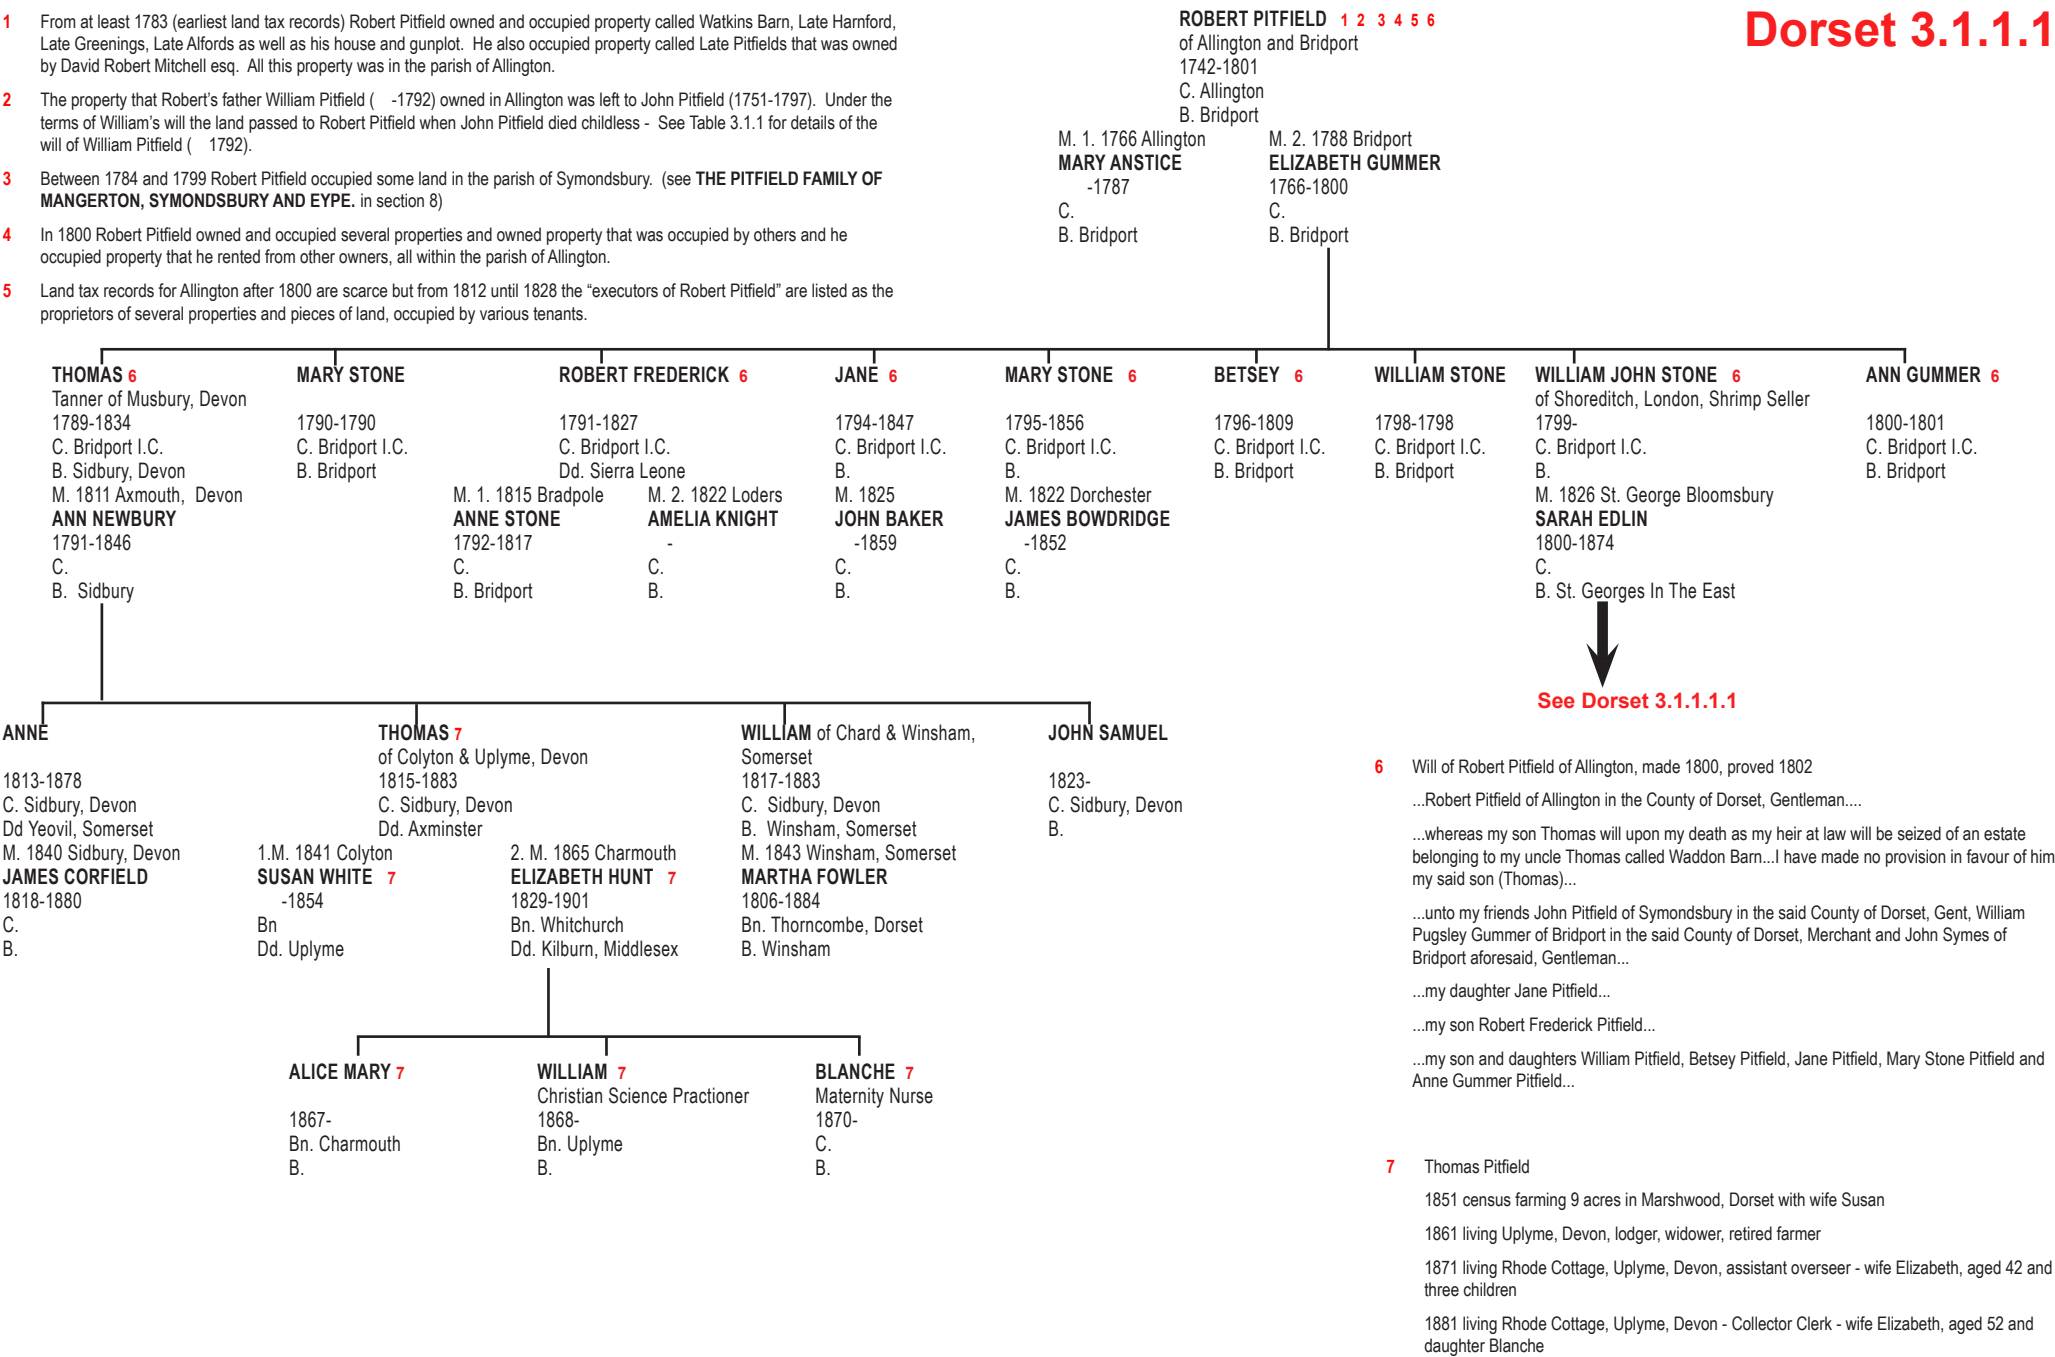 Dorset 3.1.1.1
1 From at least 1783 (earliest land tax records) Robert Pitfield owned and occupied property called Watkins Barn, Late Harnford,
Late Greenings, Late Alfords as well as his house and gunplot. He also occupied property called Late Pitfields that was owned
by David Robert Mitchell esq. All this property was in the parish of Allington.
2 The property that Robert's father William Pitfield ( -1792) owned in Allington was left to John Pitfield (1751-1797). Under the
terms of William's will the land passed to Robert Pitfield when John Pitfield died childless - See Table 3.1.1 for details of the
will of William Pitfield ( 1792).
3 Between 1784 and 1799 Robert Pitfield occupied some land in the parish of Symondsbury. (see THE PITFIELD FAMILY OF
MANGERTON, SYMONDSBURY AND EYPE. in section 8)
4 In 1800 Robert Pitfield owned and occupied several properties and owned property that was occupied by others and he
occupied property that he rented from other owners, all within the parish of Allington.
5 Land tax records for Allington after 1800 are scarce but from 1812 until 1828 the “executors of Robert Pitfield” are listed as the
proprietors of several properties and pieces of land, occupied by various tenants.
ROBERT PITFIELD 1 2 3 4 5 6
of Allington and Bridport
1742-1801
C. Allington
B. Bridport
M. 1. 1766 Allington
MARY ANSTICE
-1787
C.
B. Bridport
M. 2. 1788 Bridport
ELIZABETH GUMMER
1766-1800
C.
B. Bridport
THOMAS 6
Tanner of Musbury, Devon
1789-1834
C. Bridport I.C.
B. Sidbury, Devon
M. 1811 Axmouth, Devon
ANN NEWBURY
1791-1846
C.
B. Sidbury
MARY STONE
1790-1790
C. Bridport I.C.
B. Bridport
ROBERT FREDERICK 6
1791-1827
C. Bridport I.C.
Dd. Sierra Leone
M. 1. 1815 Bradpole
ANNE STONE
1792-1817
C.
B. Bridport
M. 2. 1822 Loders
AMELIA KNIGHT
-
C.
B.
JANE 6
1794-1847
C. Bridport I.C.
B.
M. 1825
JOHN BAKER
-1859
C.
B.
MARY STONE 6
1795-1856
C. Bridport I.C.
B.
M. 1822 Dorchester
JAMES BOWDRIDGE
-1852
C.
B.
BETSEY 6
1796-1809
C. Bridport I.C.
B. Bridport
WILLIAM STONE
1798-1798
C. Bridport I.C.
B. Bridport
WILLIAM JOHN STONE 6
of Shoreditch, London, Shrimp Seller
1799-
C. Bridport I.C.
B.
M. 1826 St. George Bloomsbury
SARAH EDLIN
1800-1874
C.
B. St. Georges In The East
See Dorset 3.1.1.1.1
ANN GUMMER 6
1800-1801
C. Bridport I.C.
B. Bridport
ANNE
1813-1878
C. Sidbury, Devon
Dd Yeovil, Somerset
M. 1840 Sidbury, Devon
JAMES CORFIELD
1818-1880
C.
B.
THOMAS 7
of Colyton & Uplyme, Devon
1815-1883
C. Sidbury, Devon
Dd. Axminster
1.M. 1841 Colyton
SUSAN WHITE 7
-1854
Bn
Dd. Uplyme
2. M. 1865 Charmouth
ELIZABETH HUNT 7
1829-1901
Bn. Whitchurch
Dd. Kilburn, Middlesex
WILLIAM of Chard & Winsham,
Somerset
1817-1883
C. Sidbury, Devon
B. Winsham, Somerset
M. 1843 Winsham, Somerset
MARTHA FOWLER
1806-1884
Bn. Thorncombe, Dorset
B. Winsham
JOHN SAMUEL
1823-
C. Sidbury, Devon
B.
ALICE MARY 7
1867-
Bn. Charmouth
B.
WILLIAM 7
Christian Science Practioner
1868-
Bn. Uplyme
B.
BLANCHE 7
Maternity Nurse
1870-
C.
B.
6 Will of Robert Pitfield of Allington, made 1800, proved 1802
...Robert Pitfield of Allington in the County of Dorset, Gentleman....
...whereas my son Thomas will upon my death as my heir at law will be seized of an estate
belonging to my uncle Thomas called Waddon Barn...I have made no provision in favour of him
my said son (Thomas)...
...unto my friends John Pitfield of Symondsbury in the said County of Dorset, Gent, William
Pugsley Gummer of Bridport in the said County of Dorset, Merchant and John Symes of
Bridport aforesaid, Gentleman...
...my daughter Jane Pitfield...
...my son Robert Frederick Pitfield...
...my son and daughters William Pitfield, Betsey Pitfield, Jane Pitfield, Mary Stone Pitfield and
Anne Gummer Pitfield...
7 Thomas Pitfield
1851 census farming 9 acres in Marshwood, Dorset with wife Susan
1861 living Uplyme, Devon, lodger, widower, retired farmer
1871 living Rhode Cottage, Uplyme, Devon, assistant overseer - wife Elizabeth, aged 42 and
three children
1881 living Rhode Cottage, Uplyme, Devon - Collector Clerk - wife Elizabeth, aged 52 and
daughter Blanche